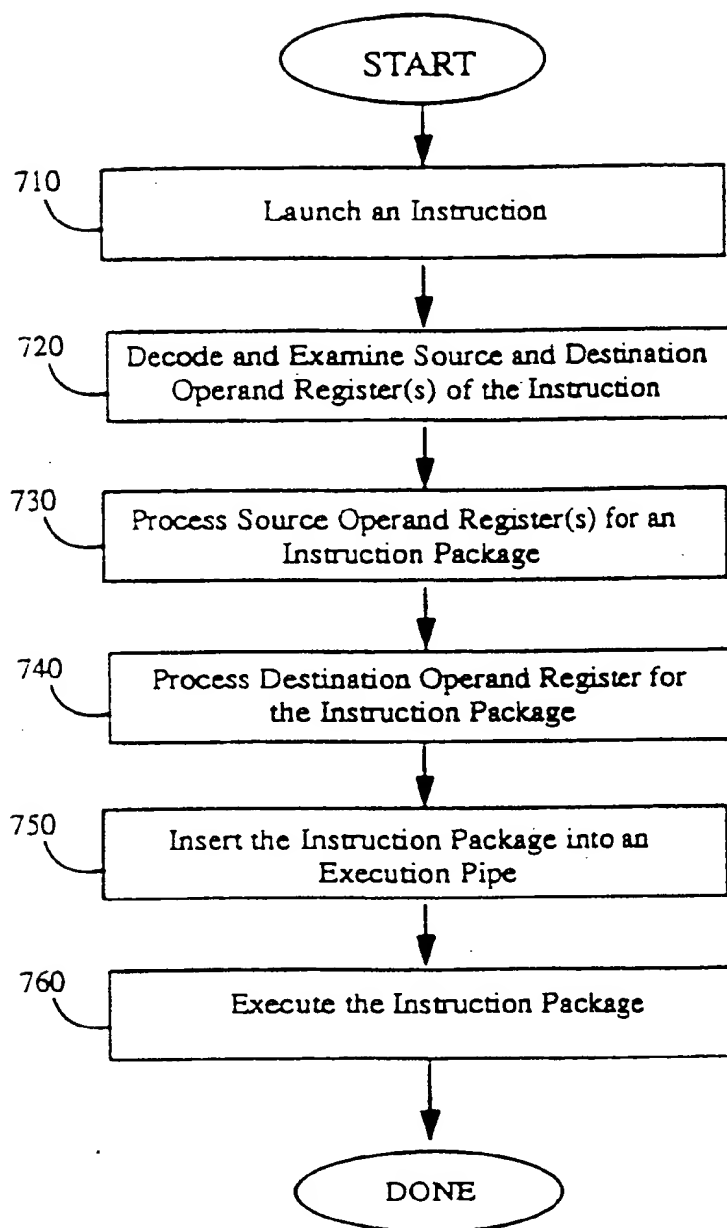 START
710
Launch an Instruction
720
Decode and Examine Source and Destination
Operand Register(s) of the Instruction
730
Process Source Operand Register(s) for an
Instruction Package
740
Process Destination Operand Register for
the Instruction Package
750
Insert the Instruction Package into an
Execution Pipe
760
Execute the Instruction Package
DONE